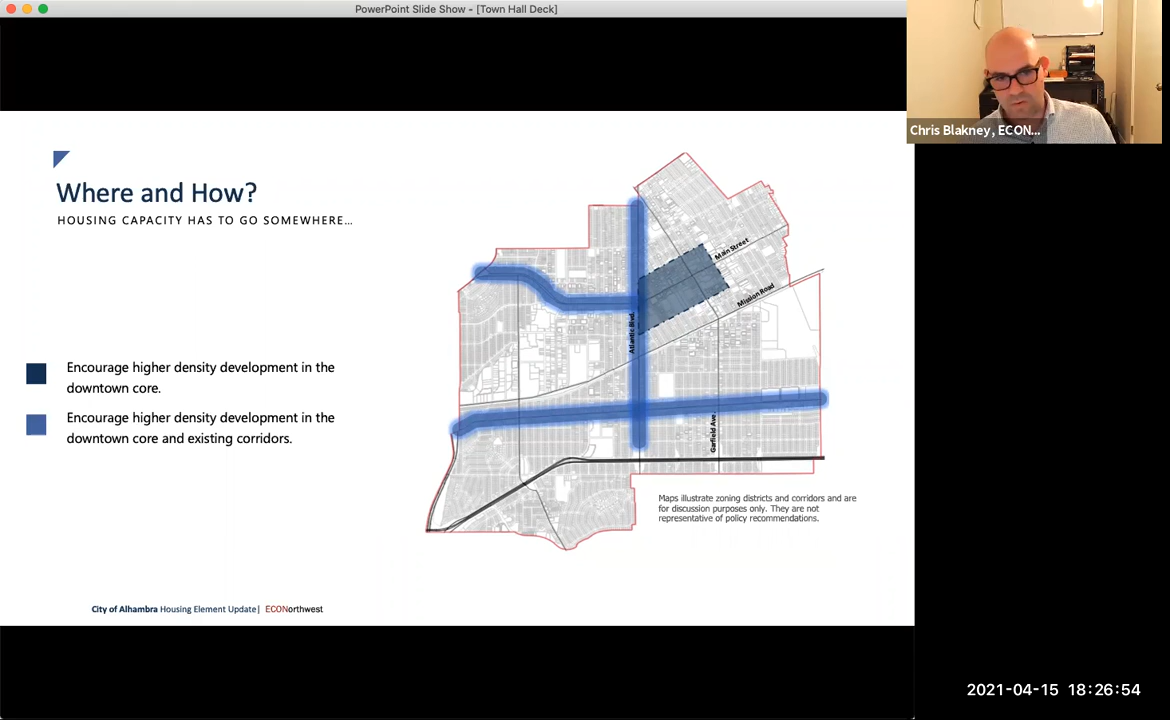 PowerPoint Slide Show - [Town Hall Deck]
Chris Blakney, ECON...
Where and How?
HOUSING CAPACITY HAS TO GO SOMEWHERE...
Encourage higher density development in the
downtown core.
Encourage higher density development in the
downtown core and existing corridors.
Main Street
Mission Road
Atlantic Blvd.
Garfield Ave.
Maps illustrate zoning districts and corridors and are
for discussion purposes only. They are not
representative of policy recommendations.
City of Alhambra Housing Element Update| ECONorthwest
2021-04-15 18:26:54